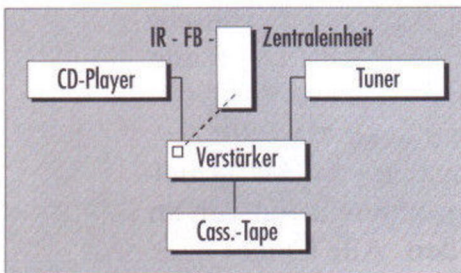 IR - FB - Zentraleinheit
CD-Player
Tuner
Verstärker
Cass.-Tape